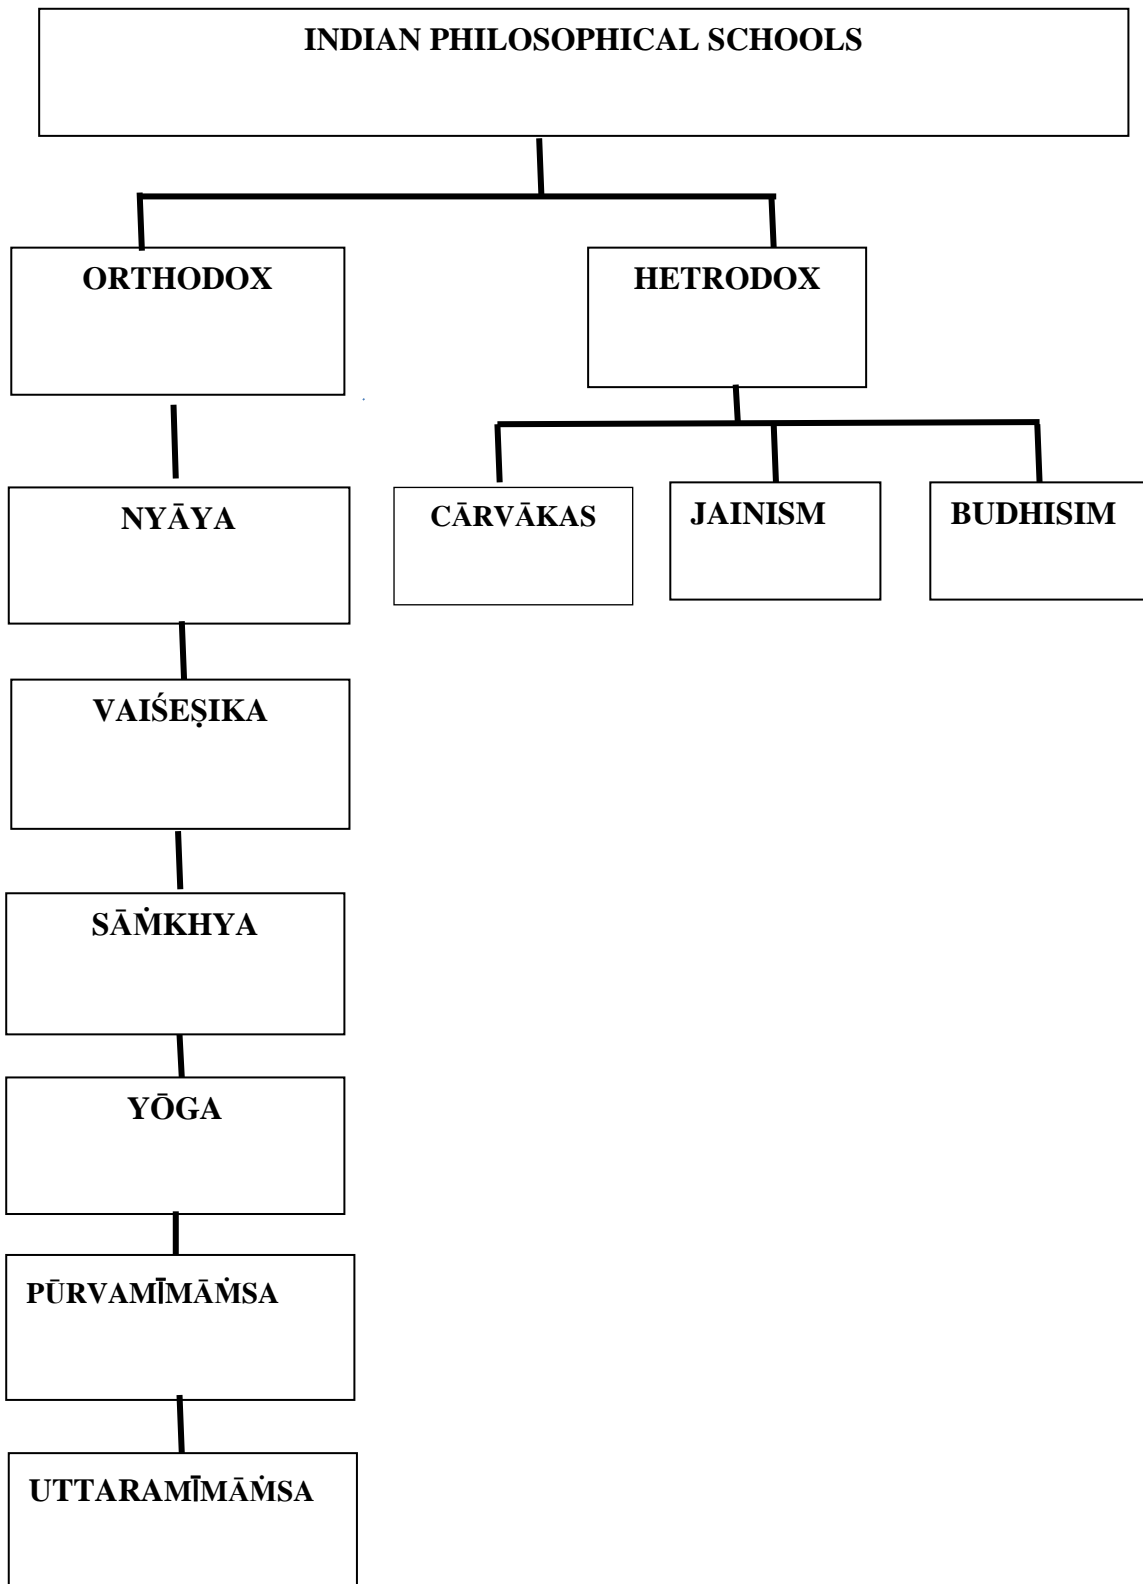 INDIAN PHILOSOPHICAL SCHOOLS
ORTHODOX
HETRODOX
NYĀYA
CĀRVĀKAS
JAINISM
BUDHISIM
VAIŚEṢIKA
SĀṀKHYA
YŌGA
PŪRVAMĪMĀṀSA
UTTARAMĪMĀṀSA